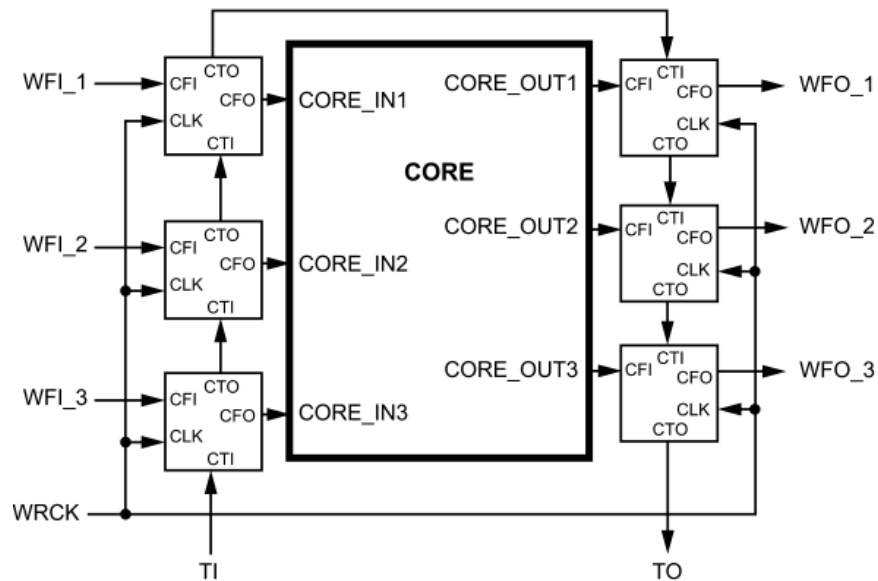 WFI_1
CFI
CTO
CFO
CLK
CTI
CORE_IN1
CORE_OUT1
CFI
CTI
CFO
CLK
CTO
WFO_1
CORE
WFI_2
CFI
CTO
CFO
CLK
CTI
CORE_IN2
CORE_OUT2
CFI
CTI
CFO
CLK
CTO
WFO_2
WFI_3
CFI
CTO
CFO
CLK
CTI
CORE_IN3
CORE_OUT3
CFI
CTI
CFO
CLK
CTO
WFO_3
WRCK
TI
TO